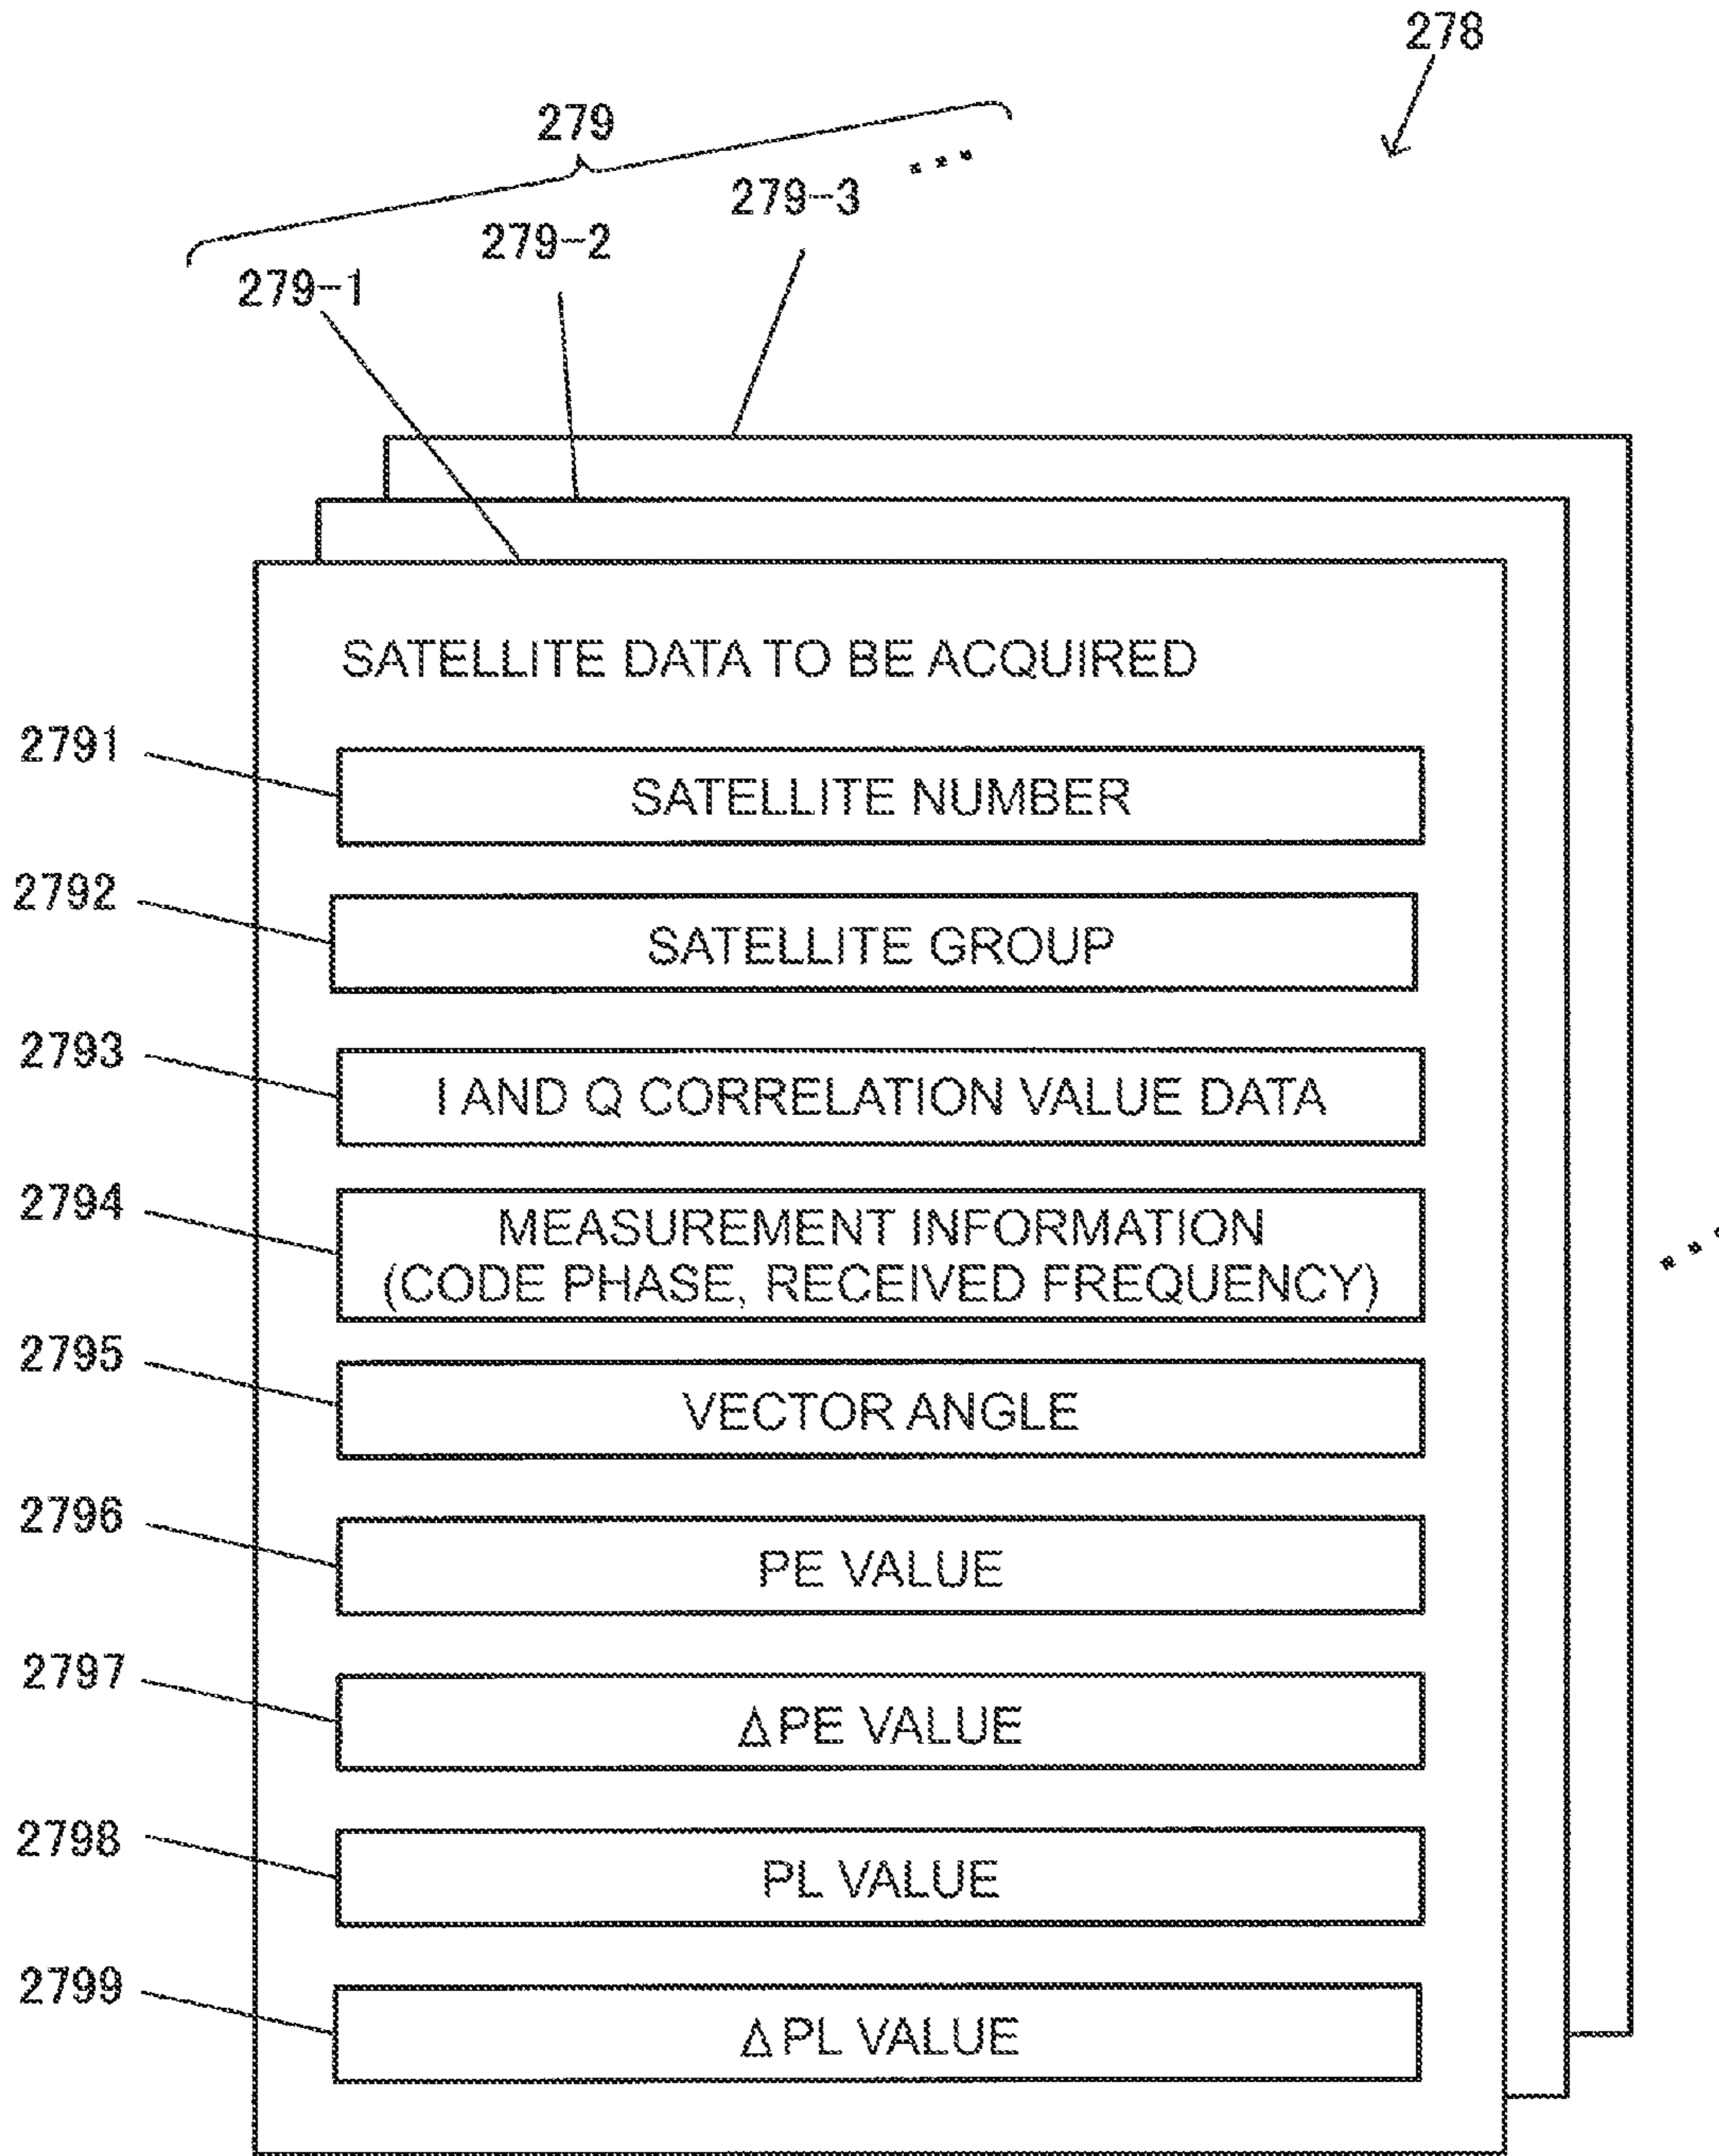 278
279
279-3 ...
279-2
279-1
SATELLITE DATA TO BE ACQUIRED
2791 SATELLITE NUMBER
2792 SATELLITE GROUP
2793 I AND Q CORRELATION VALUE DATA
2794 MEASUREMENT INFORMATION
(CODE PHASE, RECEIVED FREQUENCY)
...
2795 VECTOR ANGLE
2796 PE VALUE
2797 Δ PE VALUE
2798 PL VALUE
2799 Δ PL VALUE